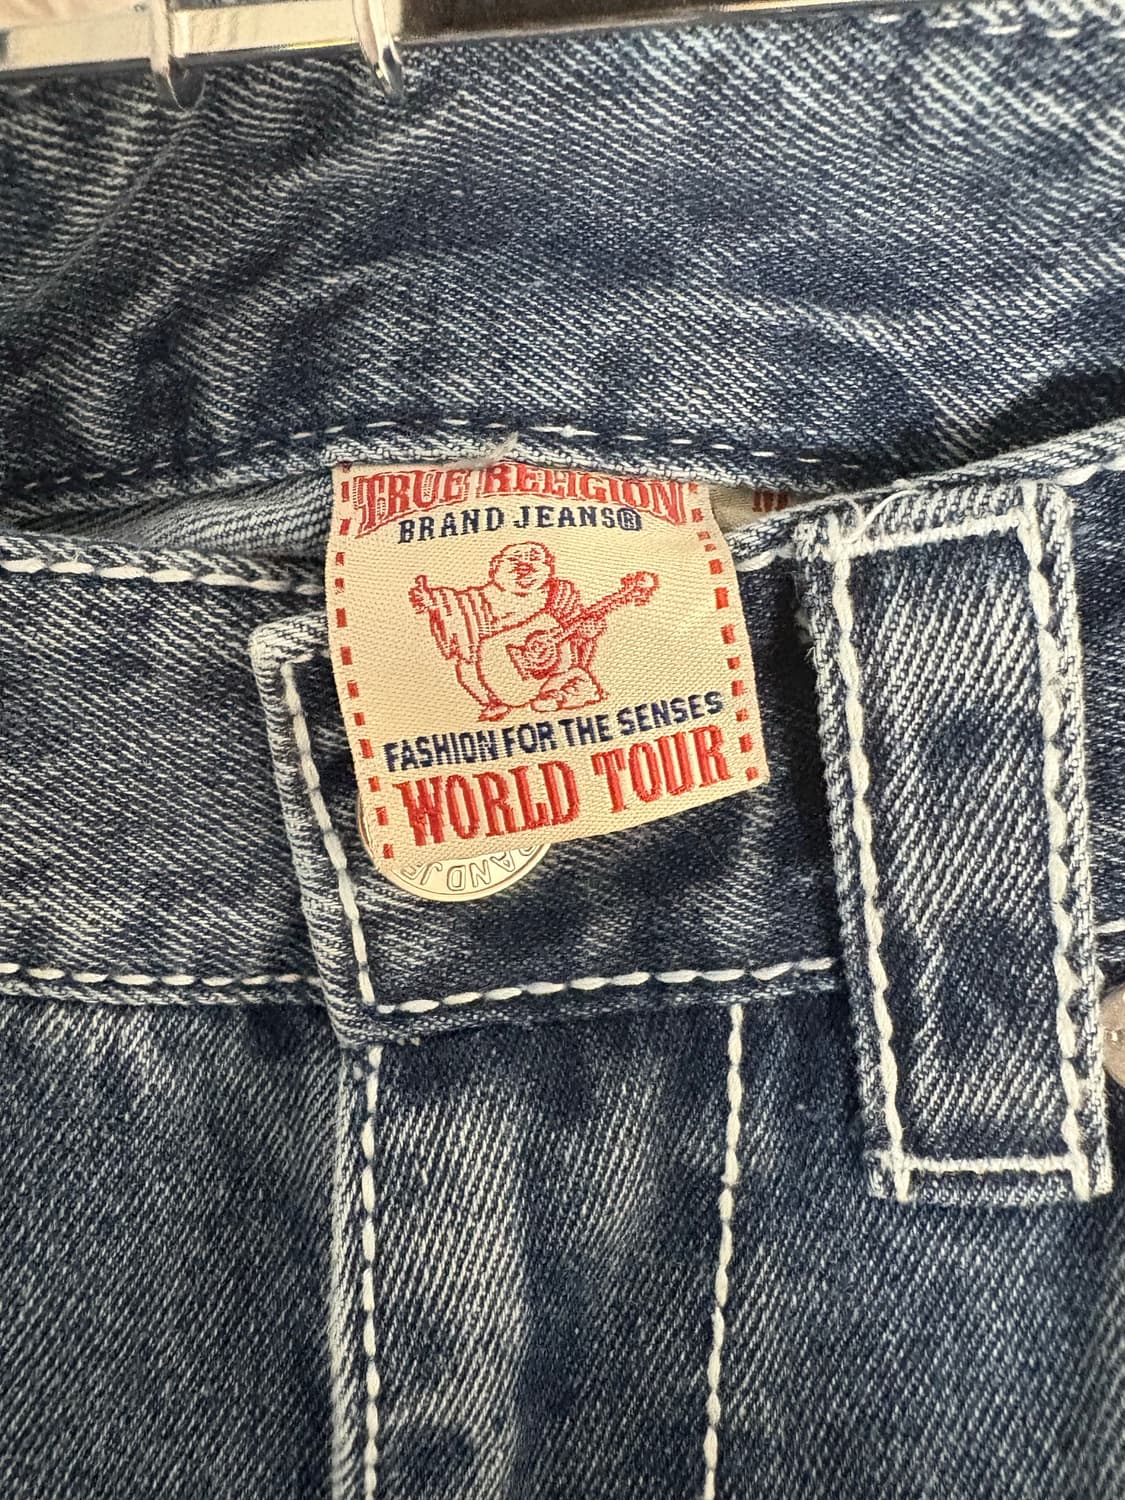 TRUE RELIGION
BRAND JEANS®
FASHION FOR THE SENSES
WORLD TOUR